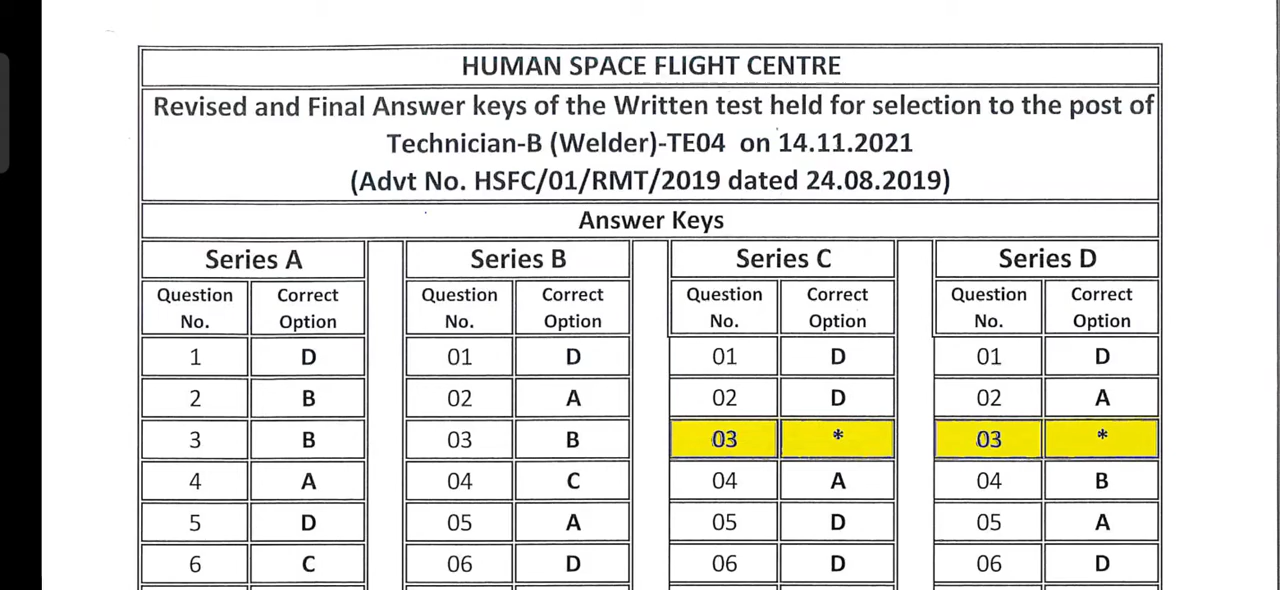 HUMAN SPACE FLIGHT CENTRE
Revised and Final Answer keys of the Written test held for selection to the post of
Technician-B (Welder)-TE04 on 14.11.2021
(Advt No. HSFC/01/RMT/2019 dated 24.08.2019)
Answer Keys
Series A Series B Series C Series D
Question Correct Question Correct Question Correct Question Correct
No. Option No. Option No. Option No. Option
1 D 01 D 01 D 01 D
2 B 02 A 02 D 02 A
3 B 03 B 03 * 03 *
4 A 04 C 04 A 04 B
5 D 05 A 05 D 05 A
6 C 06 D 06 D 06 D